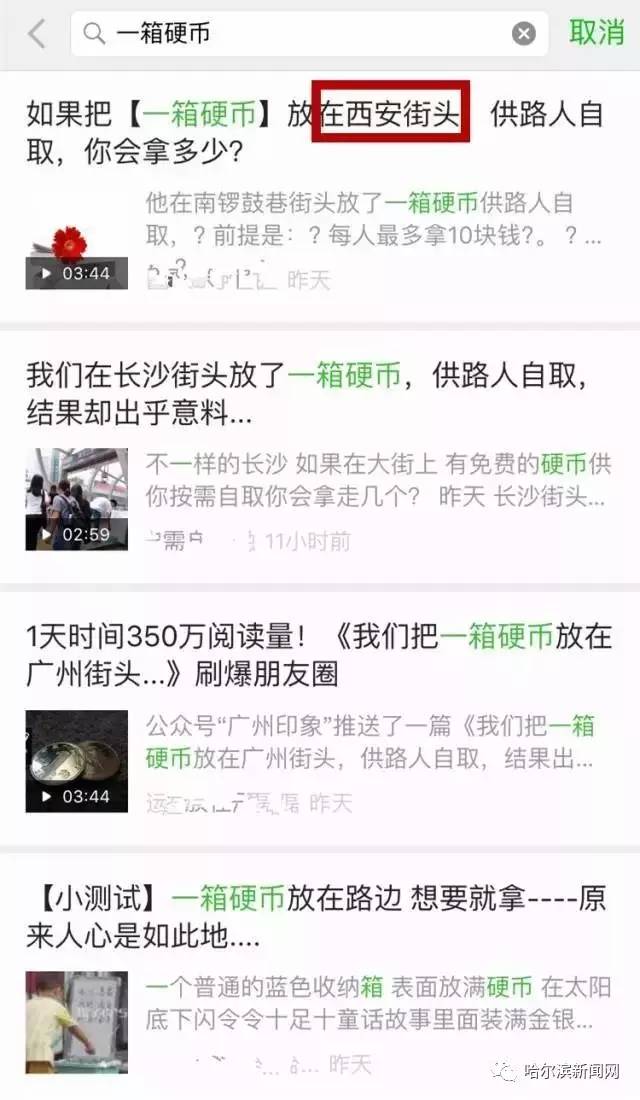 一箱硬币
取消
如果把【一箱硬币】放在西安街头 供路人自
取，你会拿多少？
他在南锣鼓巷街头放了一箱硬币供路人自
取，？前提是：？每人最多拿10块钱?。？...
03:44
昨天
我们在长沙街头放了一箱硬币，供路人自取，
结果却出乎意料...
不一样的长沙 如果在大街上 有免费的硬币供
你按需自取你会拿走几个？ 昨天 长沙街头...
02:59
11小时前
1天时间350万阅读量！《我们把一箱硬币放在
广州街头...》刷爆朋友圈
公众号“广州印象”推送了一篇《我们把一箱
硬币放在广州街头，供路人自取，结果出...
03:44
昨天
【小测试】一箱硬币放在路边 想要就拿----原
来人心是如此地....
一个普通的蓝色收纳箱 表面放满硬币 在太阳
底下闪令令十足十童话故事里面装满金银...
昨天
哈尔滨新闻网